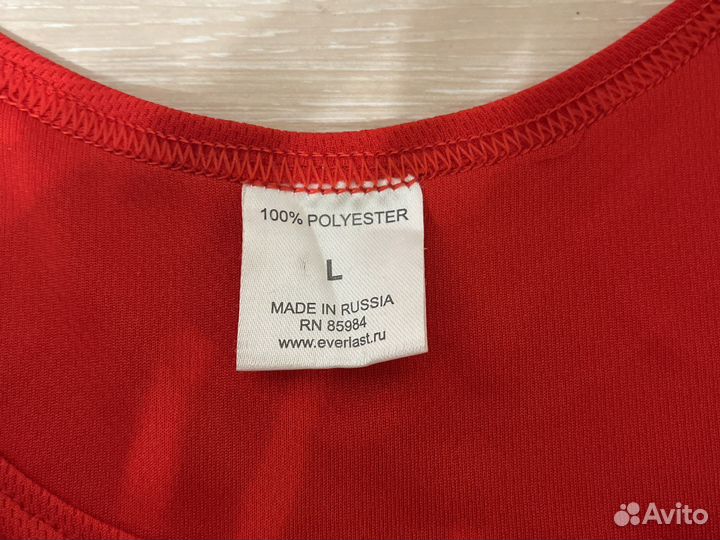 100% POLYESTER
L
MADE IN RUSSIA
RN 85984
www.everlast.ru
Avito